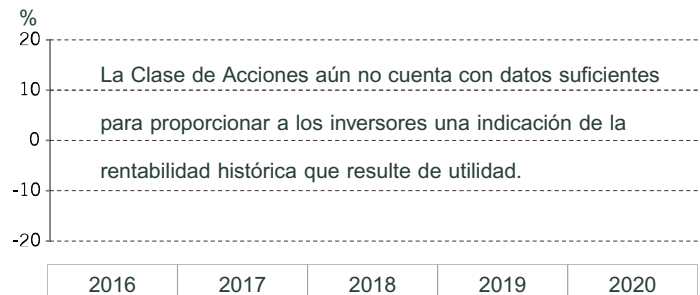 %
20
10
0
-10
-20
La Clase de Acciones aún no cuenta con datos suficientes
para proporcionar a los inversores una indicación de la
rentabilidad histórica que resulte de utilidad.
2016 2017 2018 2019 2020